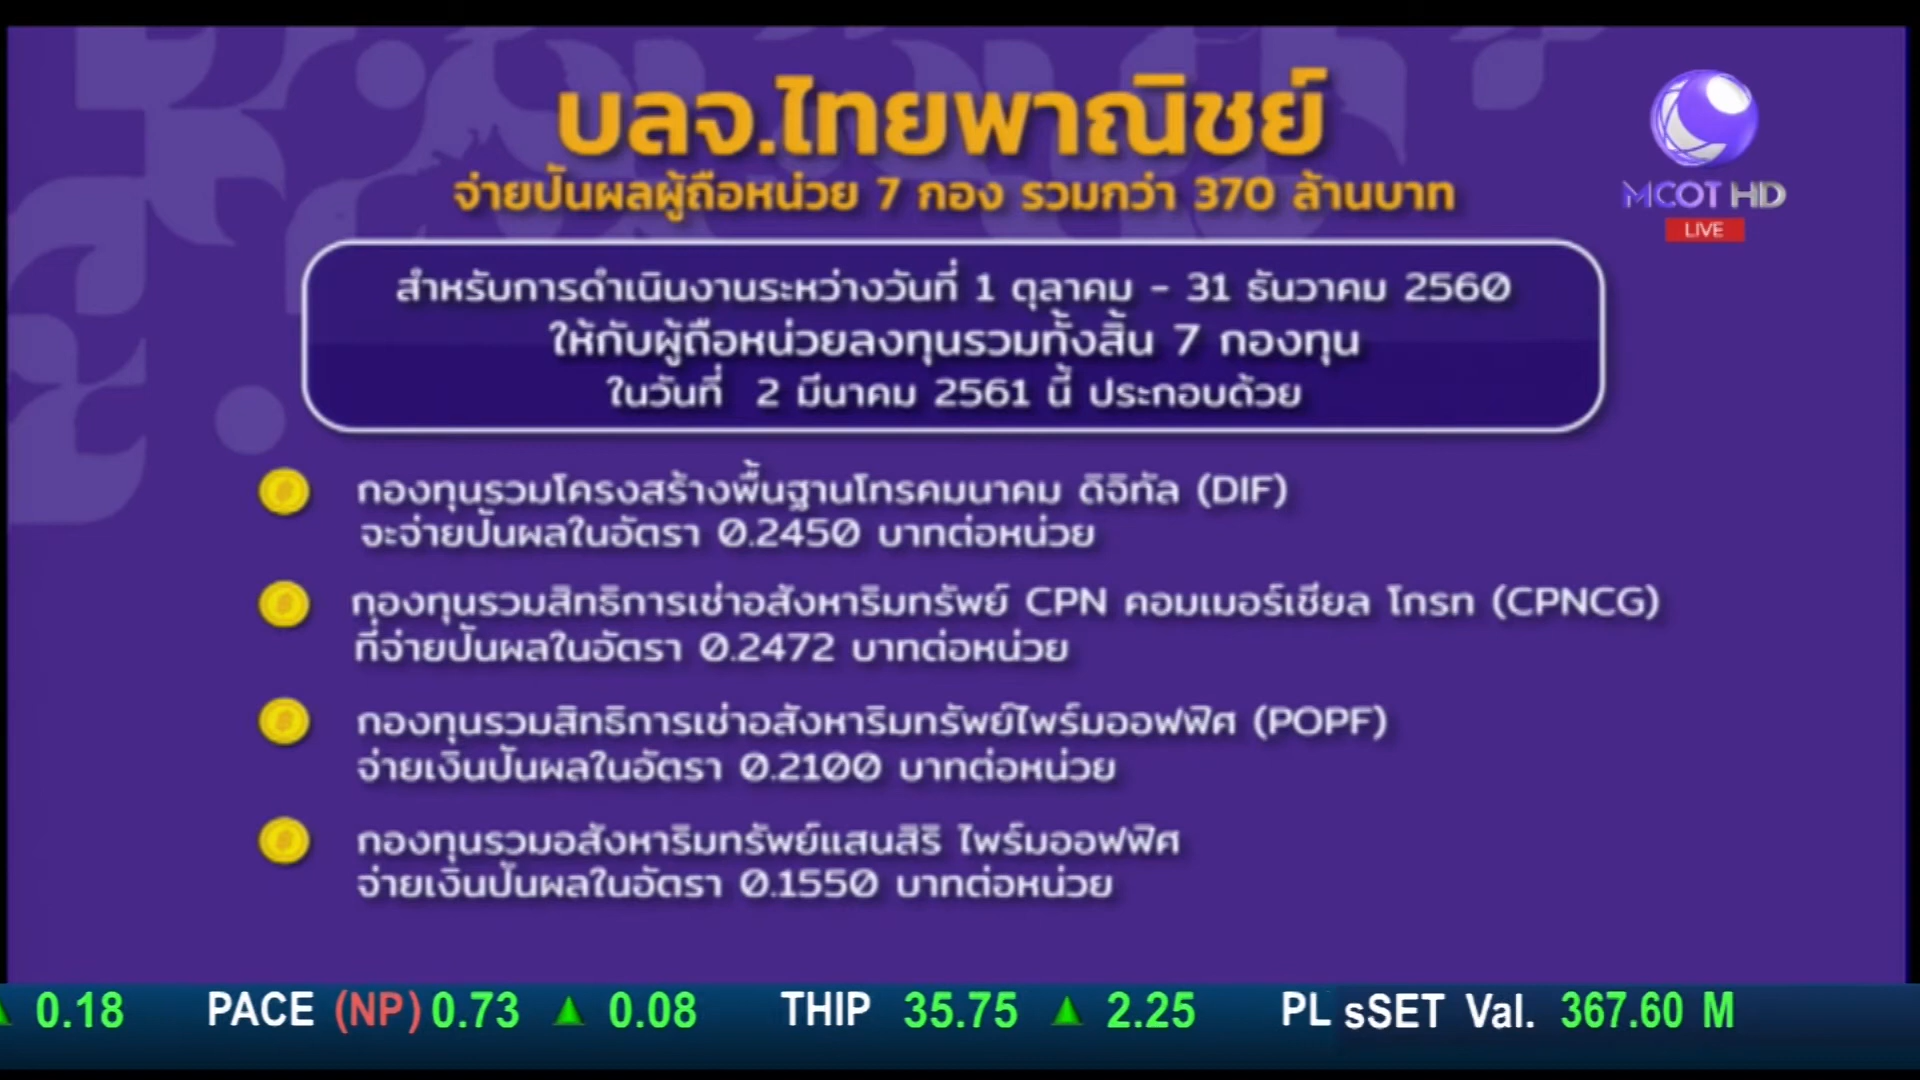 บลจ.ไทยพาณิชย์
จ่ายปันผลผู้ถือหน่วย 7 กอง รวมกว่า 370 ล้านบาท
MCOT HD
LIVE
สำหรับการดำเนินงานระหว่างวันที่ 1 ตุลาคม - 31 ธันวาคม 2560
ให้กับผู้ถือหน่วยลงทุนรวมทั้งสิ้น 7 กองทุน
ในวันที่ 2 มีนาคม 2561 นี้ ประกอบด้วย
กองทุนรวมโครงสร้างพื้นฐานโทรคมนาคม ดิจิทัล (DIF)
จะจ่ายปันผลในอัตรา 0.2450 บาทต่อหน่วย
กองทุนรวมสิทธิการเช่าอสังหาริมทรัพย์ CPN คอมเมอร์เชียล โกรท (CPNCG)
ที่จ่ายปันผลในอัตรา 0.2472 บาทต่อหน่วย
กองทุนรวมสิทธิการเช่าอสังหาริมทรัพย์ไพร์มออฟฟิศ (POPF)
จ่ายเงินปันผลในอัตรา 0.2100 บาทต่อหน่วย
กองทุนรวมอสังหาริมทรัพย์แสนสิริ ไพร์มออฟฟิศ
จ่ายเงินปันผลในอัตรา 0.1550 บาทต่อหน่วย
▲ 0.18 PACE (NP) 0.73 ▲ 0.08 THIP 35.75 ▲ 2.25 PL sSET Val. 367.60 M